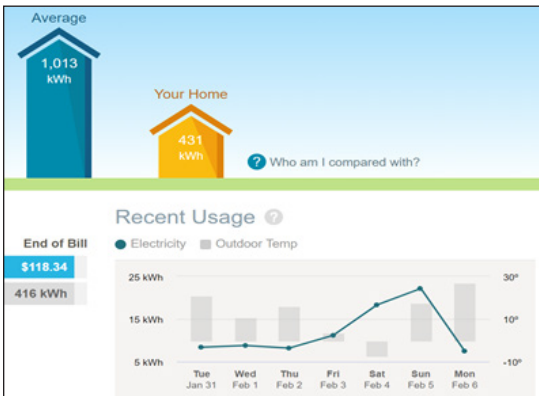 Average
1,013
kWh
Your Home
431
kWh
? Who am I compared with?
Recent Usage ?
End of Bill
Electricity Outdoor Temp
$118.34
416 kWh
25 kWh 30°
15 kWh 10°
5 kWh -10°
Tue Wed Thu Fri Sat Sun Mon
Jan 31 Feb 1 Feb 2 Feb 3 Feb 4 Feb 5 Feb 6